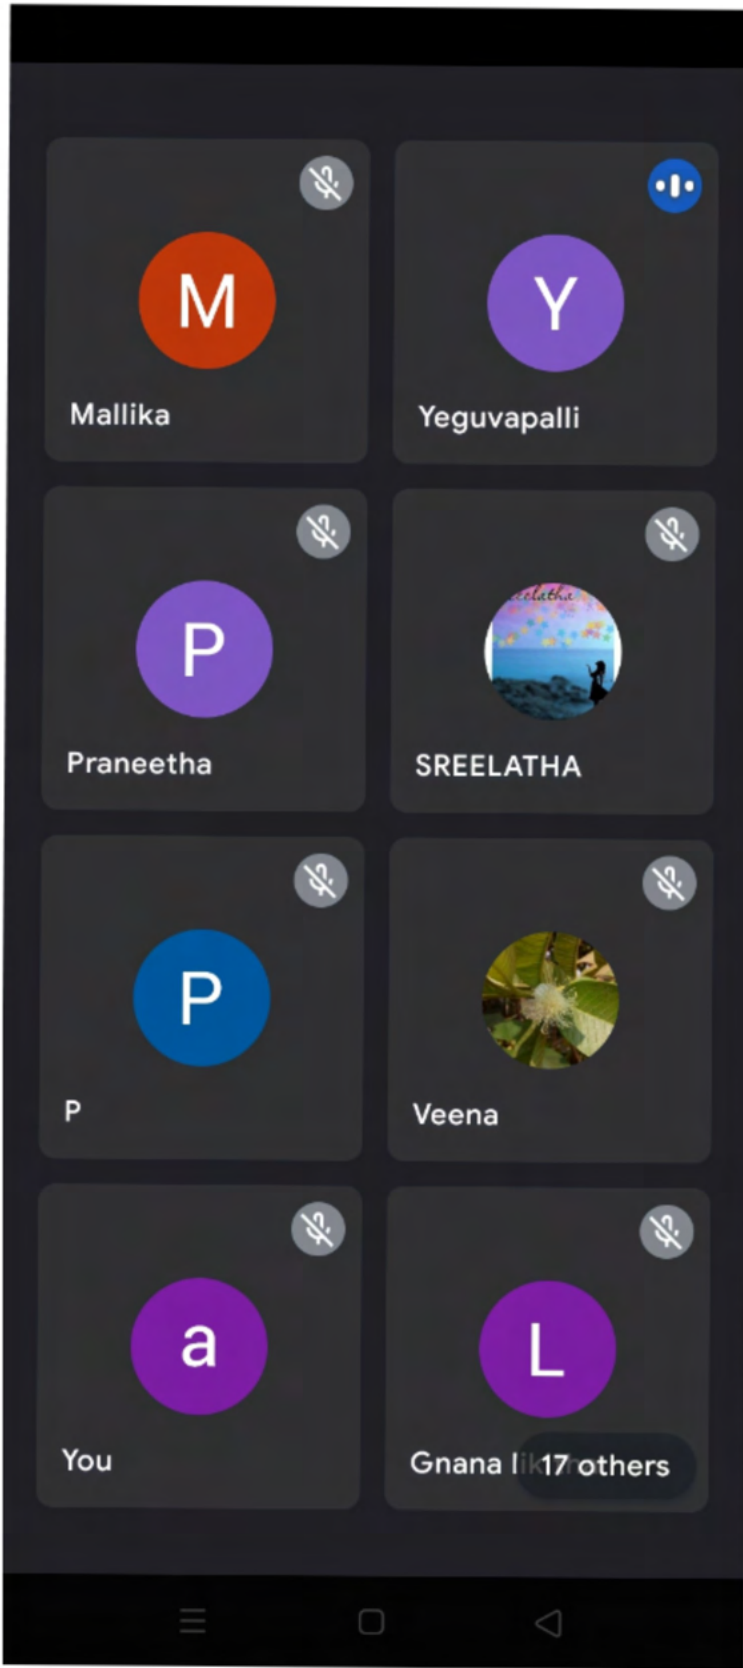 M
Mallika
Y
Yeguvapalli
P
Praneetha
SREELATHA
P
P
Veena
a
You
L
Gnana
17 others